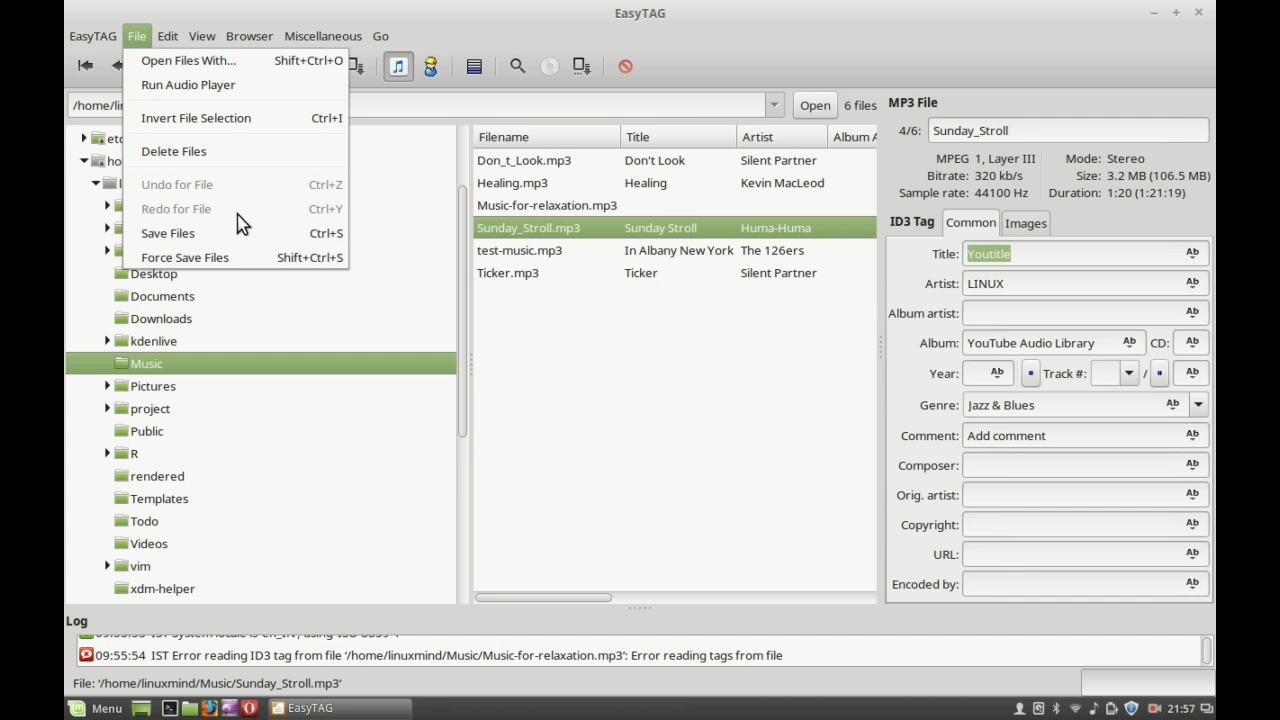 EasyTAG
EasyTAG File Edit View Browser Miscellaneous Go
Open Files With... Shift+Ctrl+O
Run Audio Player
Invert File Selection Ctrl+I
Delete Files
Undo for File Ctrl+Z
Redo for File Ctrl+Y
Save Files Ctrl+S
Force Save Files Shift+Ctrl+S
/home/li
Open 6 files
etc
ho
l
Desktop
Documents
Downloads
kdenlive
Music
Pictures
project
Public
R
rendered
Templates
Todo
Videos
vim
xdm-helper
Filename Title Artist Album A
Don_t_Look.mp3 Don't Look Silent Partner
Healing.mp3 Healing Kevin MacLeod
Music-for-relaxation.mp3
Sunday_Stroll.mp3 Sunday Stroll Huma-Huma
test-music.mp3 In Albany New York The 126ers
Ticker.mp3 Ticker Silent Partner
MP3 File
4/6: Sunday_Stroll
MPEG 1, Layer III Mode: Stereo
Bitrate: 320 kb/s Size: 3.2 MB (106.5 MB)
Sample rate: 44100 Hz Duration: 1:20 (1:21:19)
ID3 Tag Common Images
Title: Youtitle
Artist: LINUX
Album artist:
Album: YouTube Audio Library CD:
Year: Track #: /
Genre: Jazz & Blues
Comment: Add comment
Composer:
Orig. artist:
Copyright:
URL:
Encoded by:
Log
09:55:54 IST Error reading ID3 tag from file ‘/home/linuxmind/Music/Music-for-relaxation.mp3’: Error reading tags from file
File: ‘/home/linuxmind/Music/Sunday_Stroll.mp3’
Menu EasyTAG 21:57